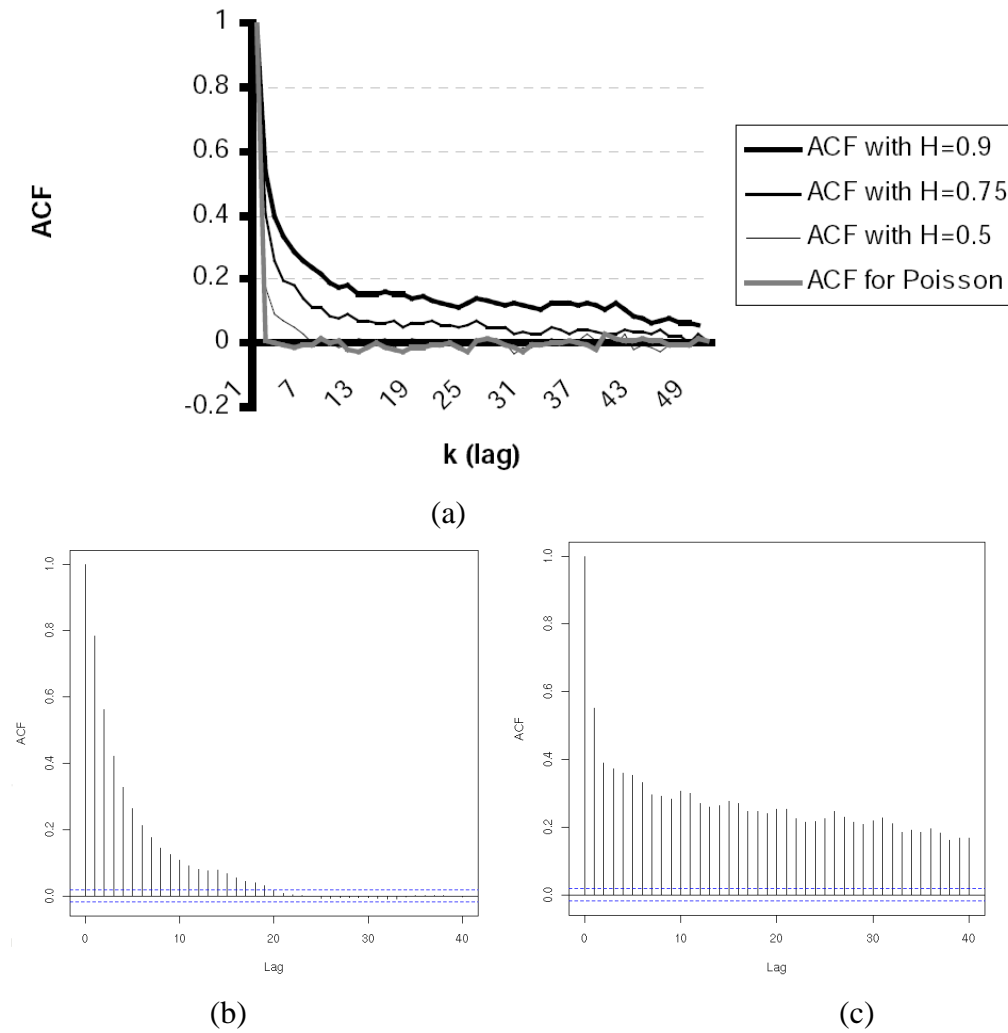 1
0.8
0.6
0.4
0.2
0
-0.2
ACF
1 7 13 19 25 31 37 43 49
k (lag)
ACF with H=0.9
ACF with H=0.75
ACF with H=0.5
ACF for Poisson
(a)
1.0
0.8
0.6
0.4
0.2
0.0
ACF
0 10 20 30 40
Lag
(b)
1.0
0.8
0.6
0.4
0.2
0.0
ACF
0 10 20 30 40
Lag
(c)